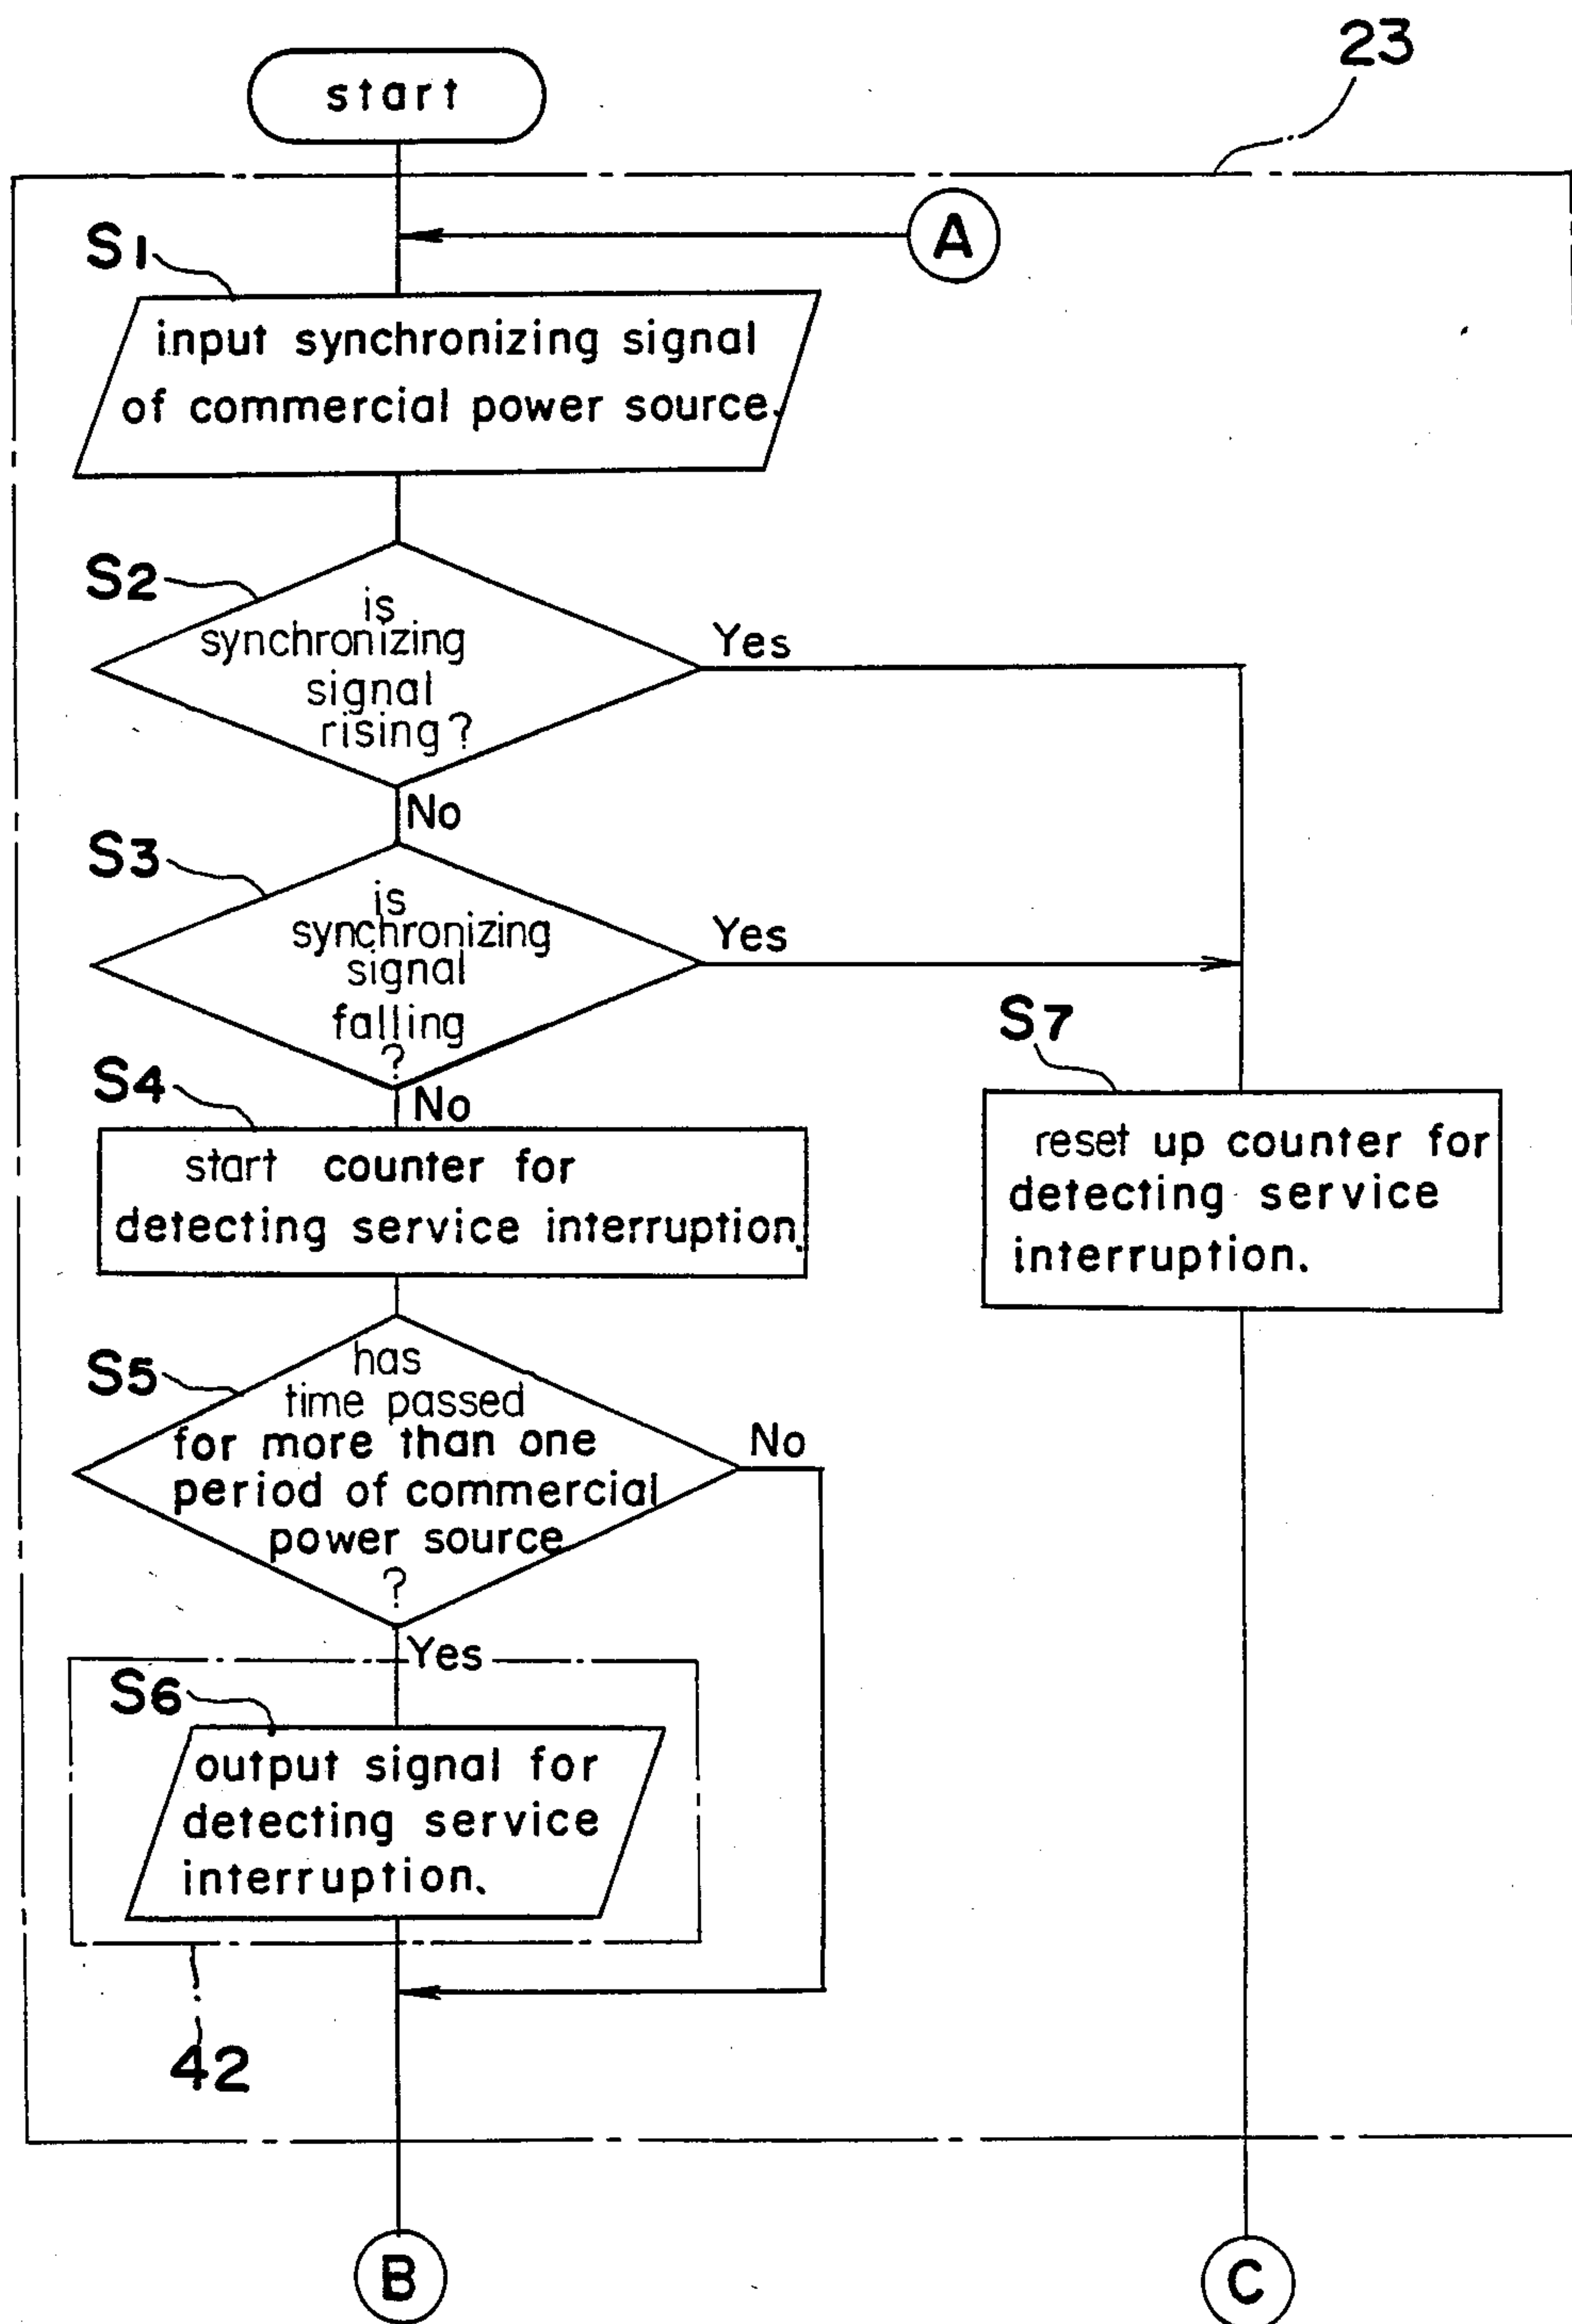 23
start
A
S1
input synchronizing signal
of commercial power source.
S2
is
synchronizing
signal
rising?
Yes
No
S3
is
synchronizing
signal
falling
?
Yes
No
S4
start counter for
detecting service interruption.
S7
reset up counter for
detecting service
interruption.
S5
has
time passed
for more than one
period of commercial
power source
?
No
Yes
S6
output signal for
detecting service
interruption.
42
B
C